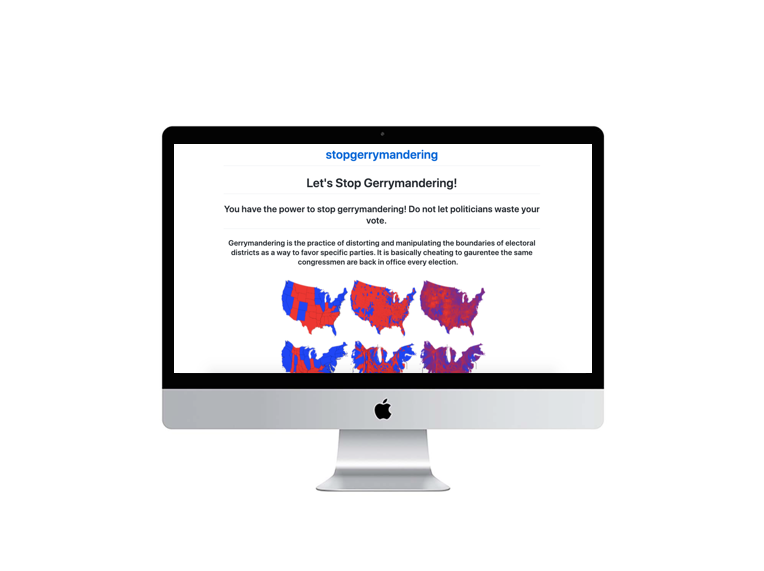 stopgerrymandering
Let's Stop Gerrymandering!
You have the power to stop gerrymandering! Do not let politicians waste your
vote.
Gerrymandering is the practice of distorting and manipulating the boundaries of electoral
districts as a way to favor specific parties. It is basically cheating to gaurentee the same
congressmen are back in office every election.